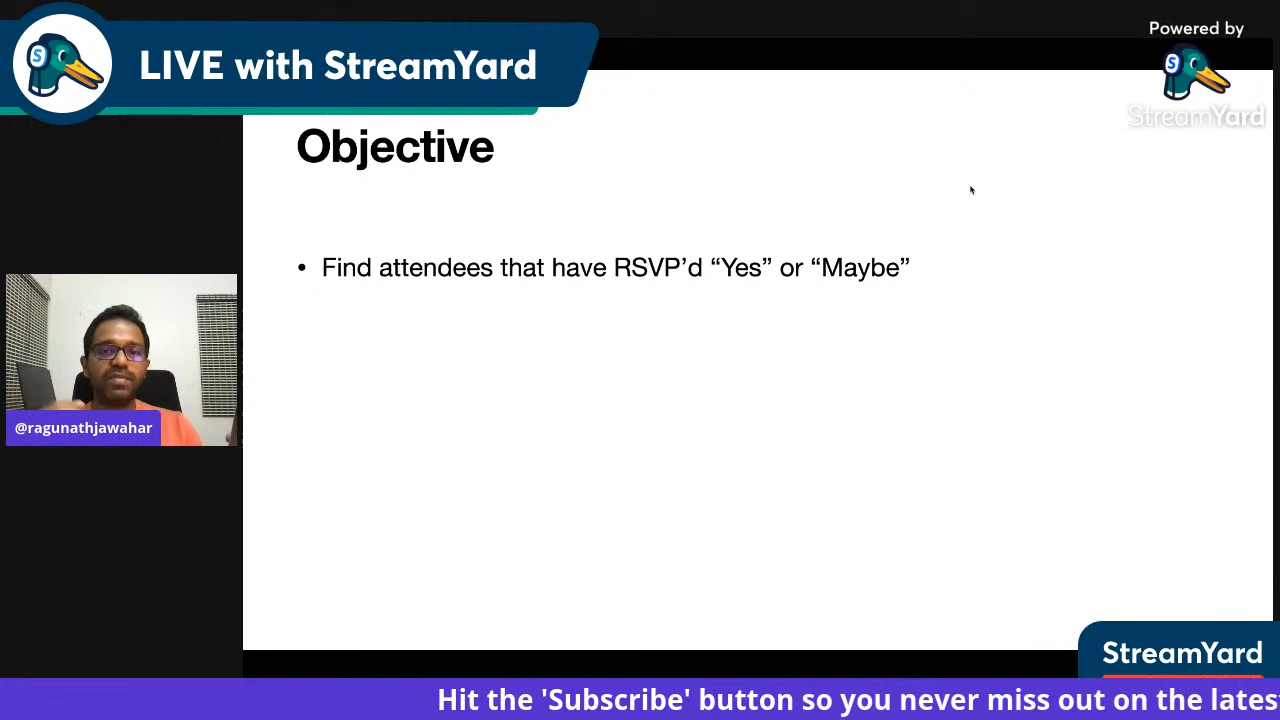 LIVE with StreamYard
Powered by
StreamYard
Objective
• Find attendees that have RSVP’d “Yes” or “Maybe”
@ragunathjawahar
StreamYard
Hit the 'Subscribe' button so you never miss out on the lates